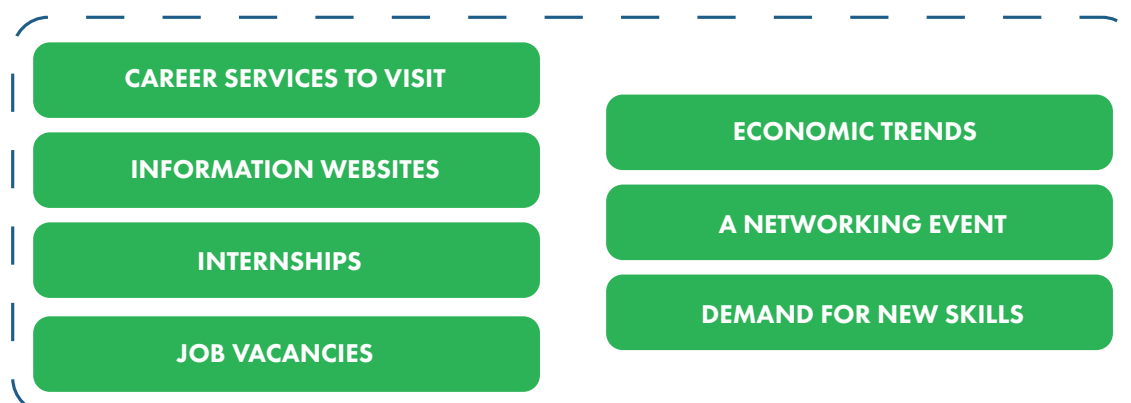 CAREER SERVICES TO VISIT
INFORMATION WEBSITES
INTERNSHIPS
JOB VACANCIES
ECONOMIC TRENDS
A NETWORKING EVENT
DEMAND FOR NEW SKILLS